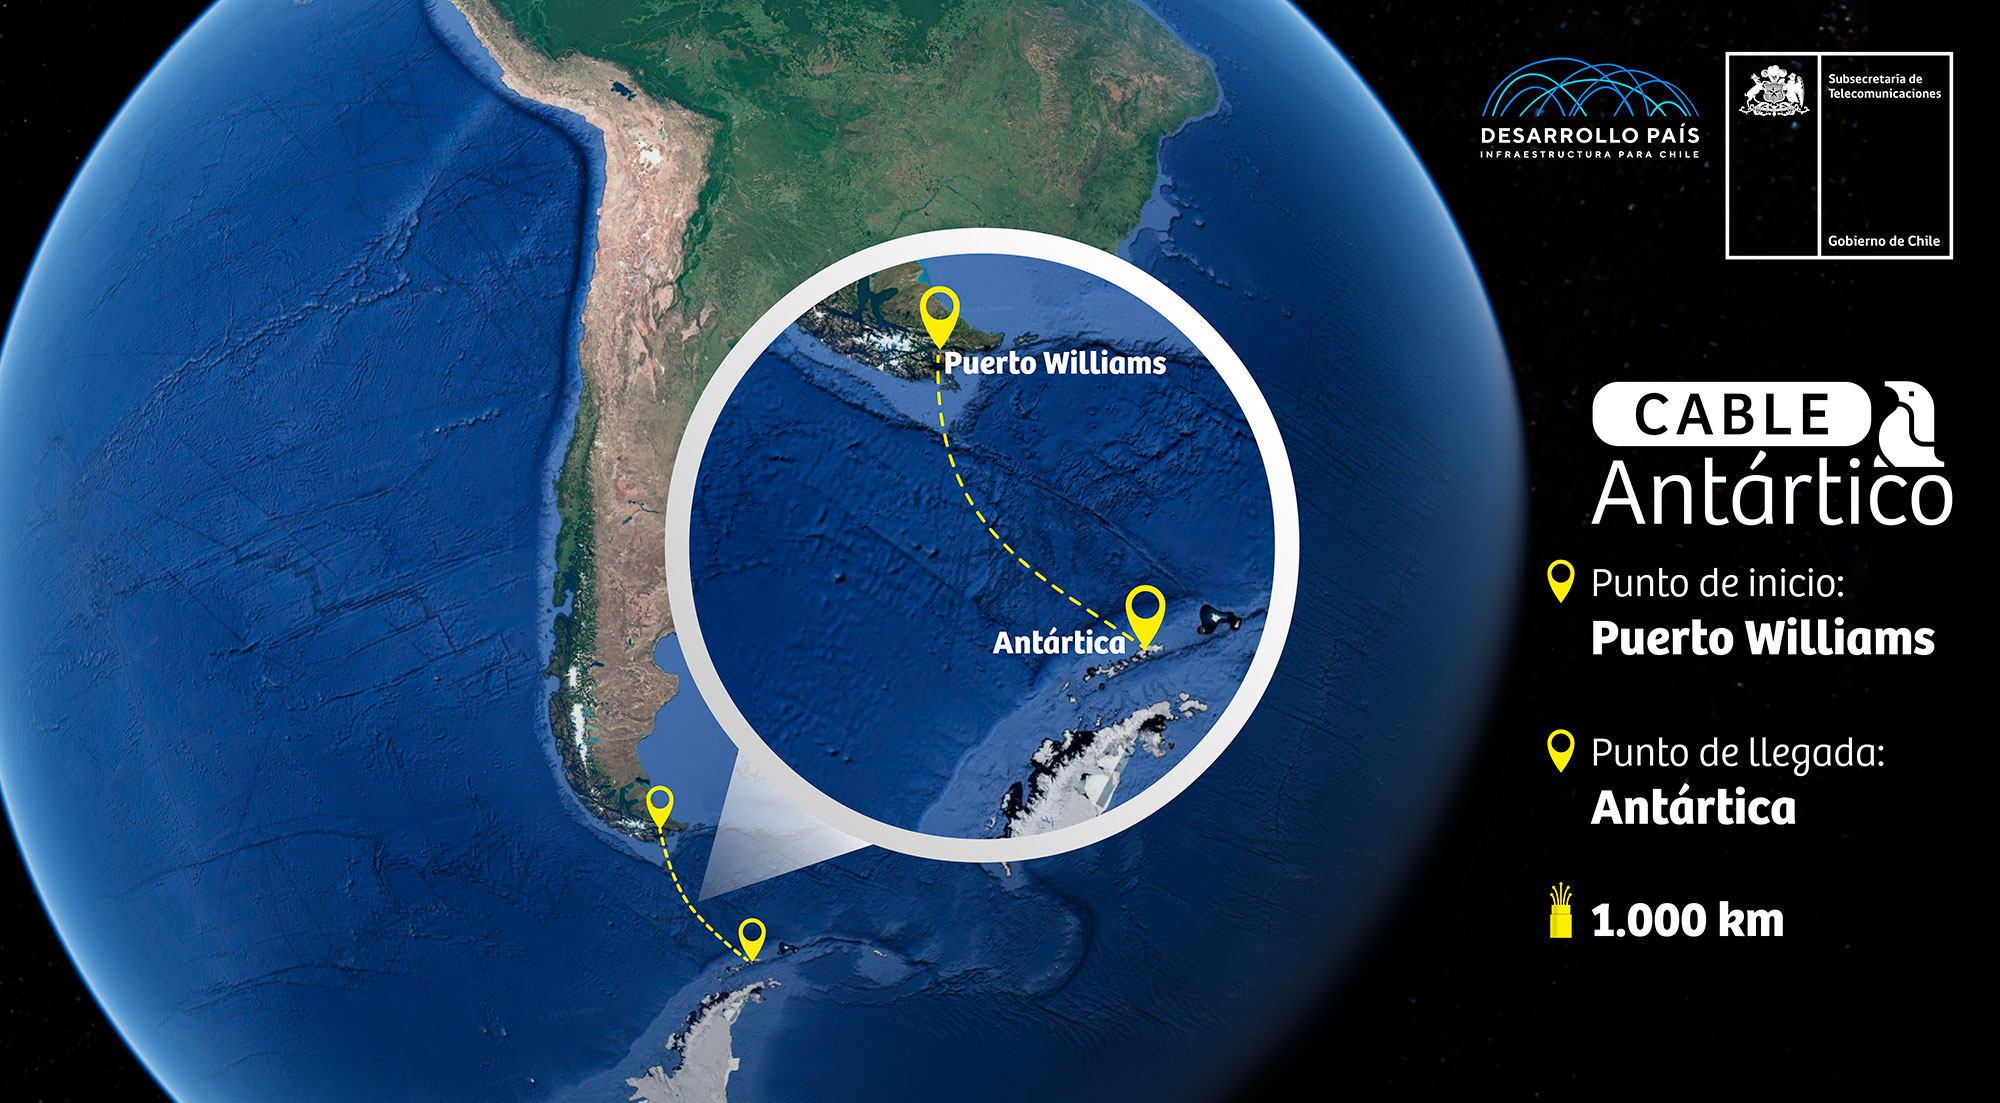 DESARROLLO PAÍS
INFRAESTRUCTURA PARA CHILE
Subsecretaría de
Telecomunicaciones
Gobierno de Chile
Puerto Williams
Antártica
CABLE
Antártico
Punto de inicio:
Puerto Williams
Punto de llegada:
Antártica
1.000 km